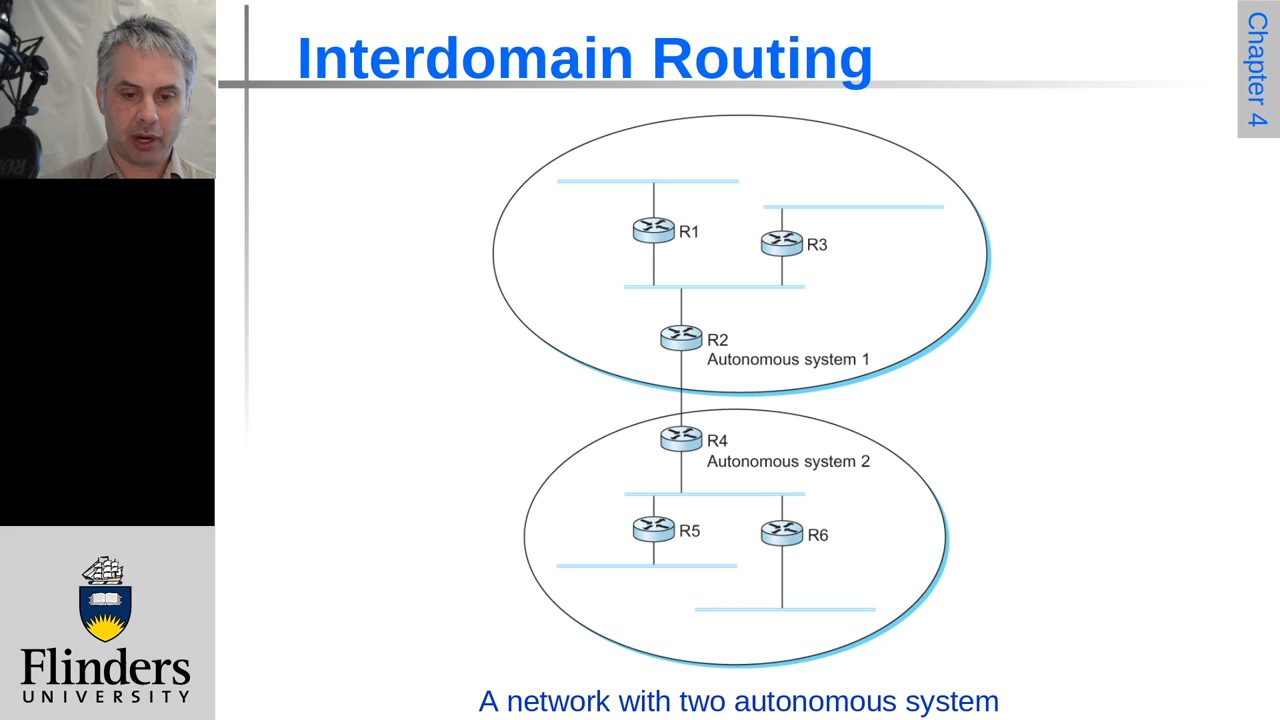 Interdomain Routing
Chapter 4
R1
R3
R2
Autonomous system 1
R4
Autonomous system 2
R5
R6
A network with two autonomous system
Flinders
UNIVERSITY